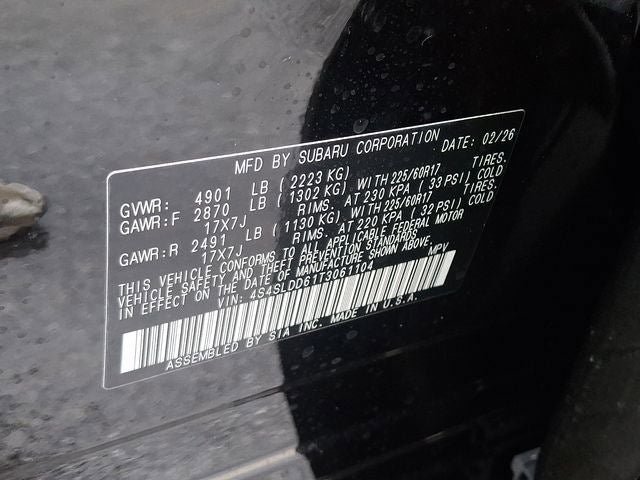 MFD BY SUBARU CORPORATION DATE: 02/26
GVWR: 4901 LB (2223 KG)
GAWR:F 2870 LB (1302 KG) WITH 225/60R17 TIRES.
17X7J RIMS. AT 230 KPA (33 PSI) COLD
GAWR:R 2491 LB (1130 KG) WITH 225/60R17 TIRES.
17X7J RIMS. AT 220 KPA (32 PSI) COLD
THIS VEHICLE CONFORMS TO ALL APPLICABLE FEDERAL MOTOR
VEHICLE SAFETY AND THEFT PREVENTION STANDARDS
IN EFFECT ON THE DATE OF MANUFACTURE SHOWN ABOVE.
VIN: 4S4SLDD61T3061104 MPV
ASSEMBLED BY SIA INC. MADE IN U.S.A.